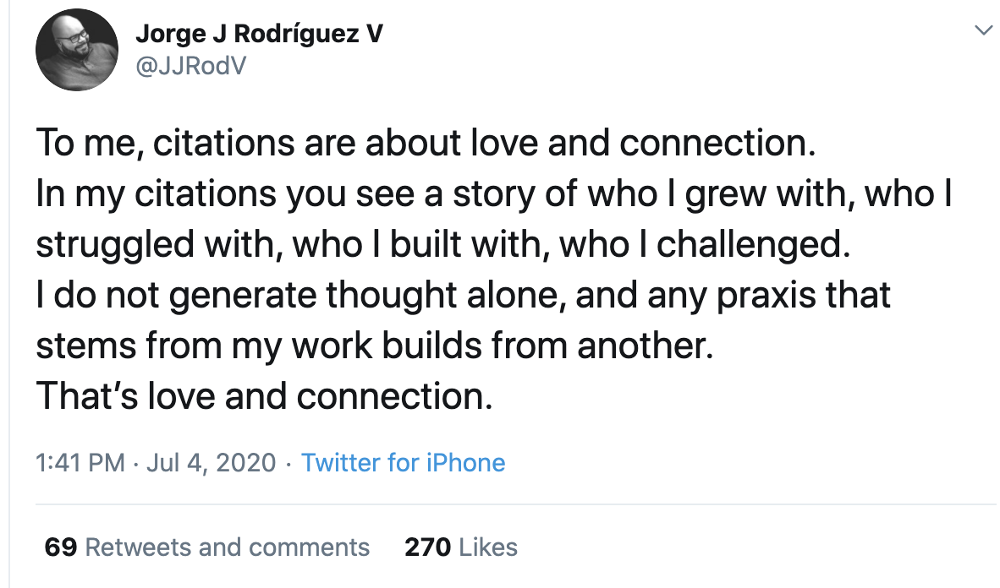 Jorge J Rodríguez V
@JJRodV
To me, citations are about love and connection.
In my citations you see a story of who I grew with, who I
struggled with, who I built with, who I challenged.
I do not generate thought alone, and any praxis that
stems from my work builds from another.
That’s love and connection.
1:41 PM · Jul 4, 2020 · Twitter for iPhone
69 Retweets and comments 270 Likes